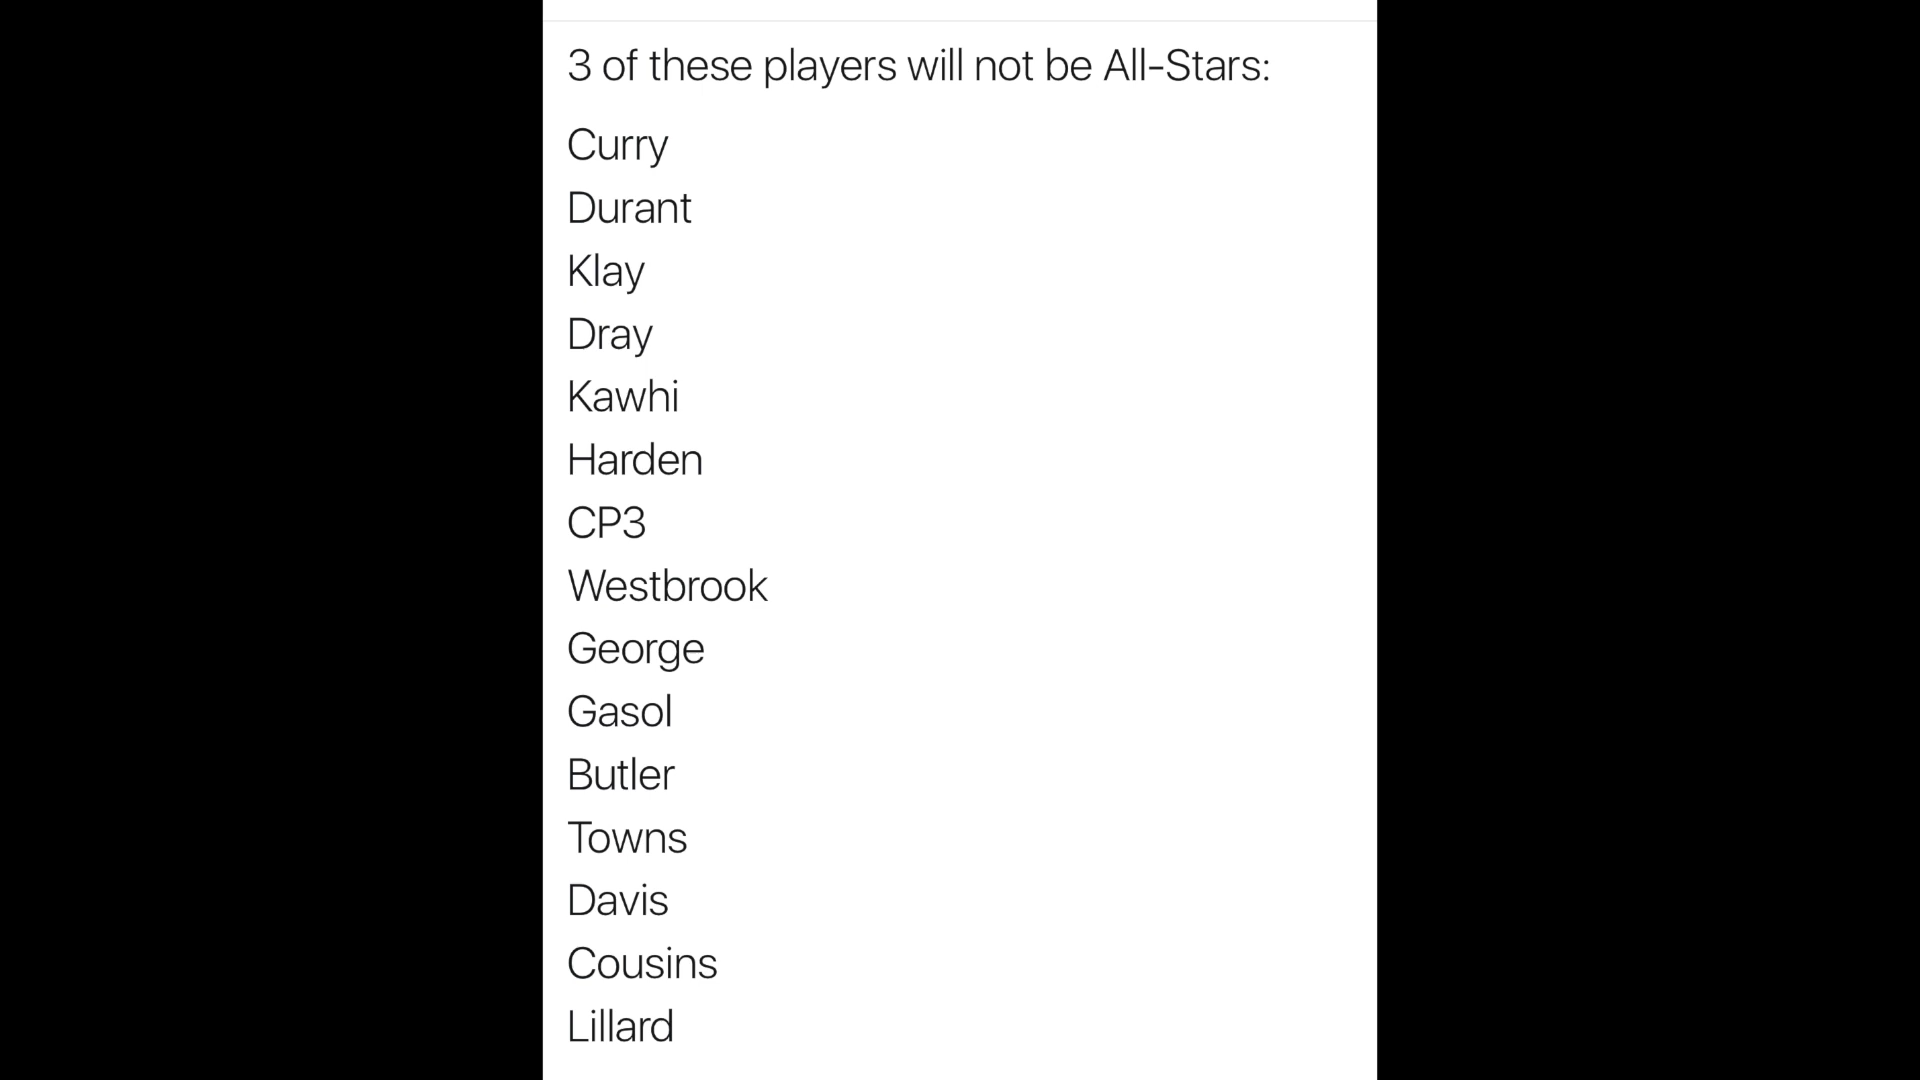 3 of these players will not be All-Stars:
Curry
Durant
Klay
Dray
Kawhi
Harden
CP3
Westbrook
George
Gasol
Butler
Towns
Davis
Cousins
Lillard